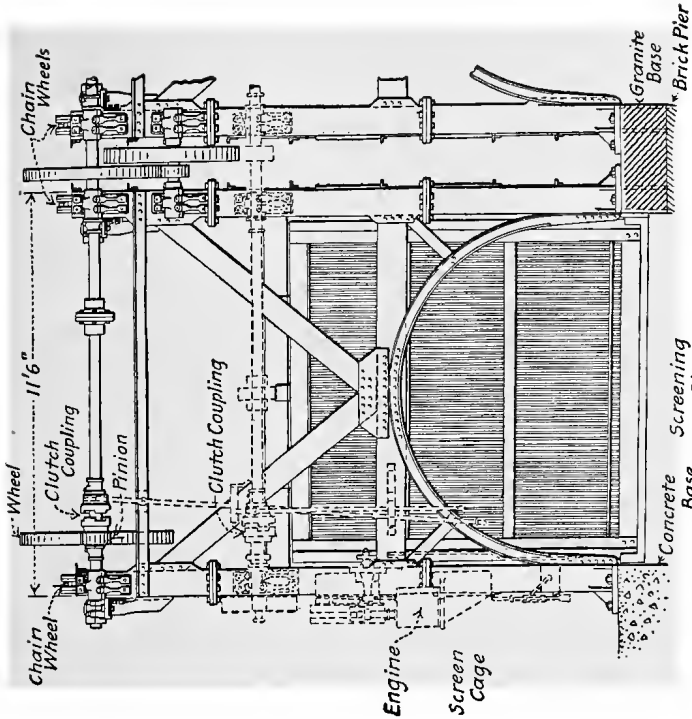 Chain
Wheel
Wheel
Clutch
Coupling
Pinion
11'6"
Chain
Wheels
Clutch Coupling
Engine
Screen
Cage
Concrete
Base
Screening
Granite
Base
Brick Pier